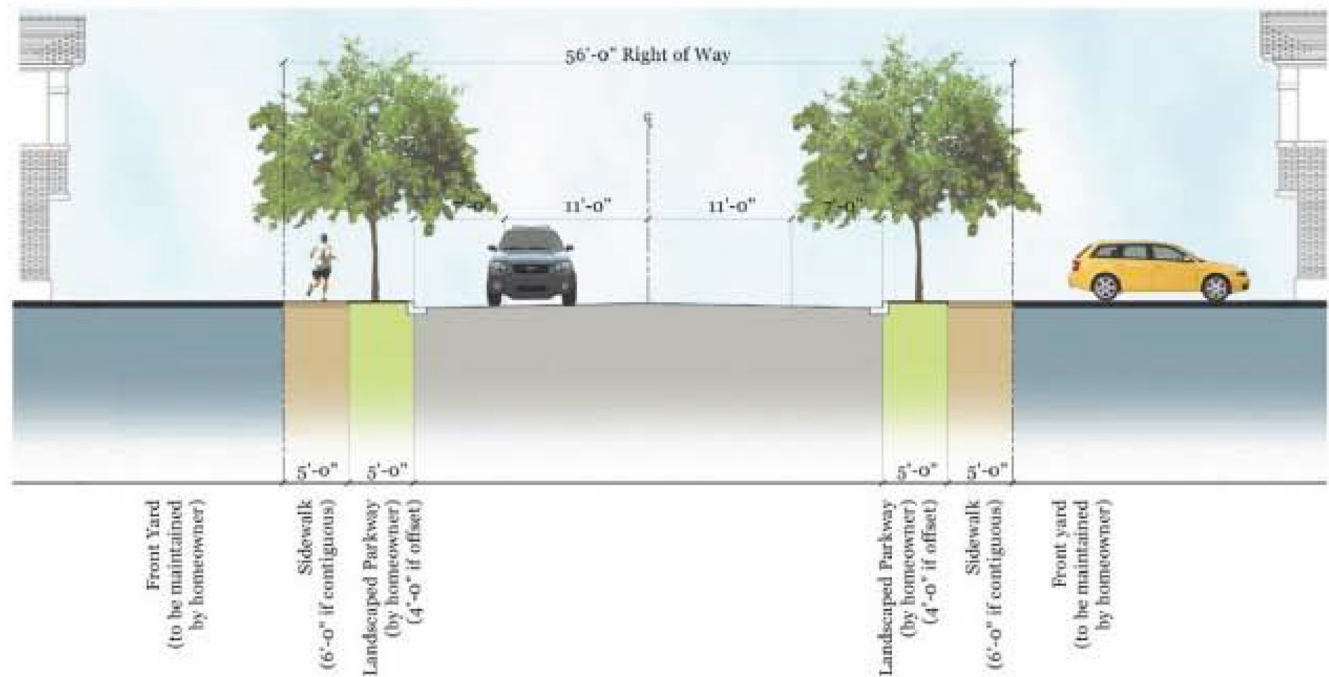 56'-0" Right of Way
7'-0"
11'-0"
11'-0"
7'-0"
5'-0"
5'-0"
5'-0"
5'-0"
Front Yard
(to be maintained
by homeowner)
Sidewalk
(6'-0" if contiguous)
Landscaped Parkway
(by homeowner)
(4'-0" if offset)
Landscaped Parkway
(by homeowner)
(4'-0" if offset)
Sidewalk
(6'-0" if contiguous)
Front yard
(to be maintained
by homeowner)